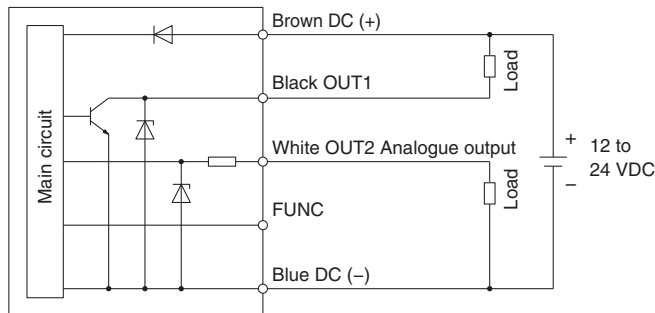 Brown DC (+)
Load
Black OUT1
Main circuit
White OUT2 Analogue output
+
12 to
24 VDC
−
Load
FUNC
Blue DC (−)